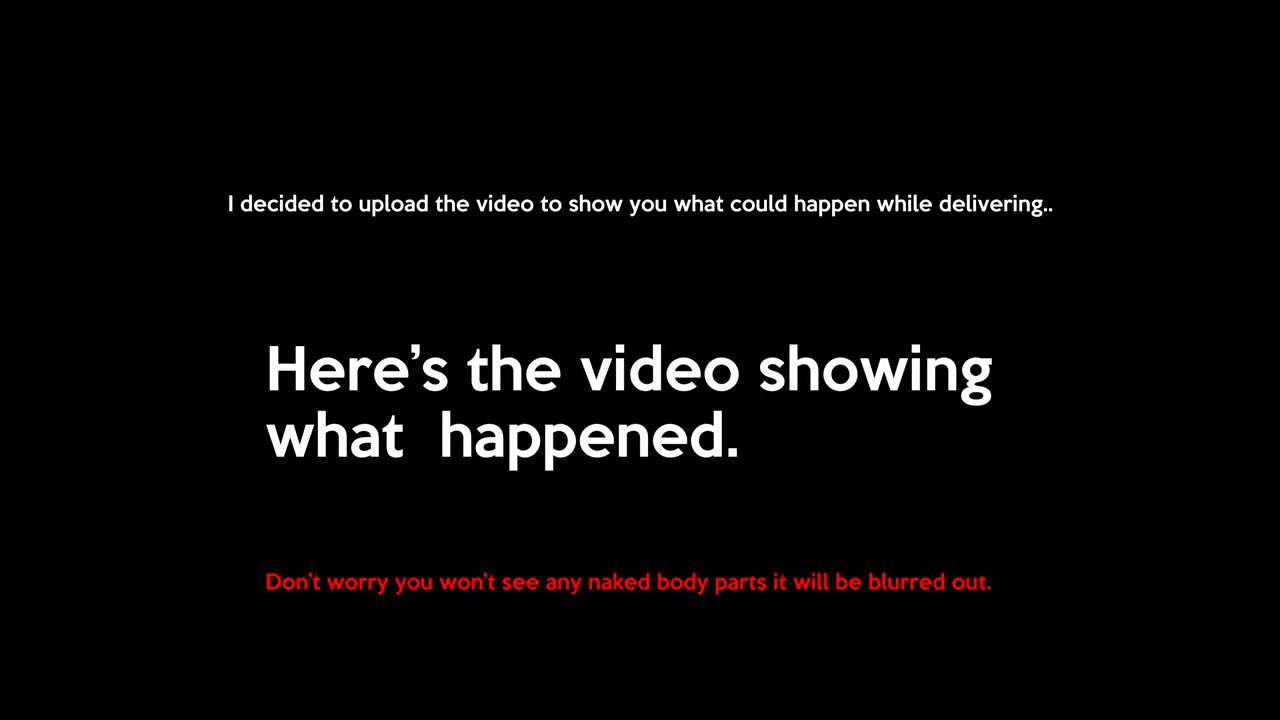 I decided to upload the video to show you what could happen while delivering..
Here's the video showing
what  happened.
Don't worry you won't see any naked body parts it will be blurred out.